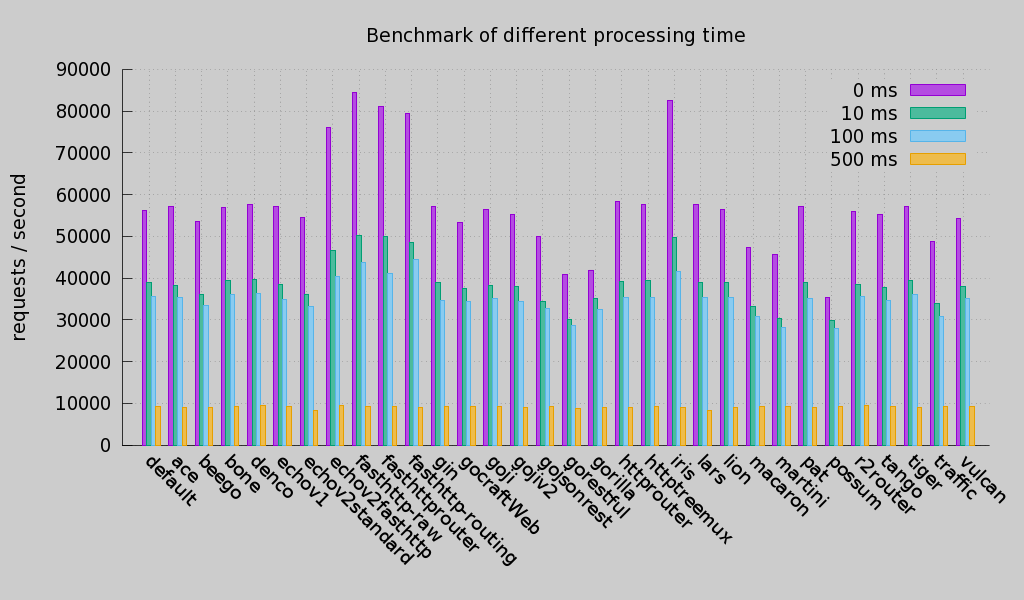 Benchmark of different processing time
requests / second
90000
80000
70000
60000
50000
40000
30000
20000
10000
0
0 ms
10 ms
100 ms
500 ms
default
ace
beego
bone
denco
echov1
echov2standard
echov2fasthttp
fasthttp-raw
fasthttprouter
fasthttp-routing
gin
gocraftWeb
goji
gojiv2
gojsonrest
gorestful
gorilla
httprouter
httptreemux
iris
lars
lion
macaron
martini
pat
possum
r2router
tango
tiger
traffic
vulcan